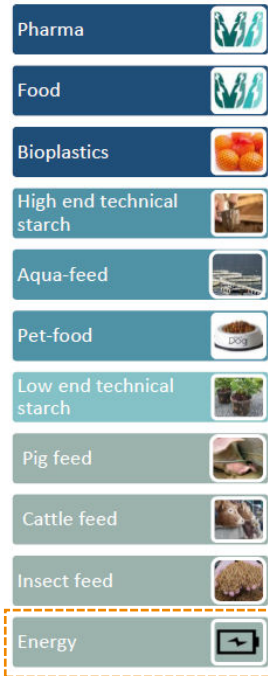 Pharma
Food
Bioplastics
High end technical
starch
Aqua-feed
Pet-food
Dog
Low end technical
starch
Pig feed
Cattle feed
Insect feed
Energy